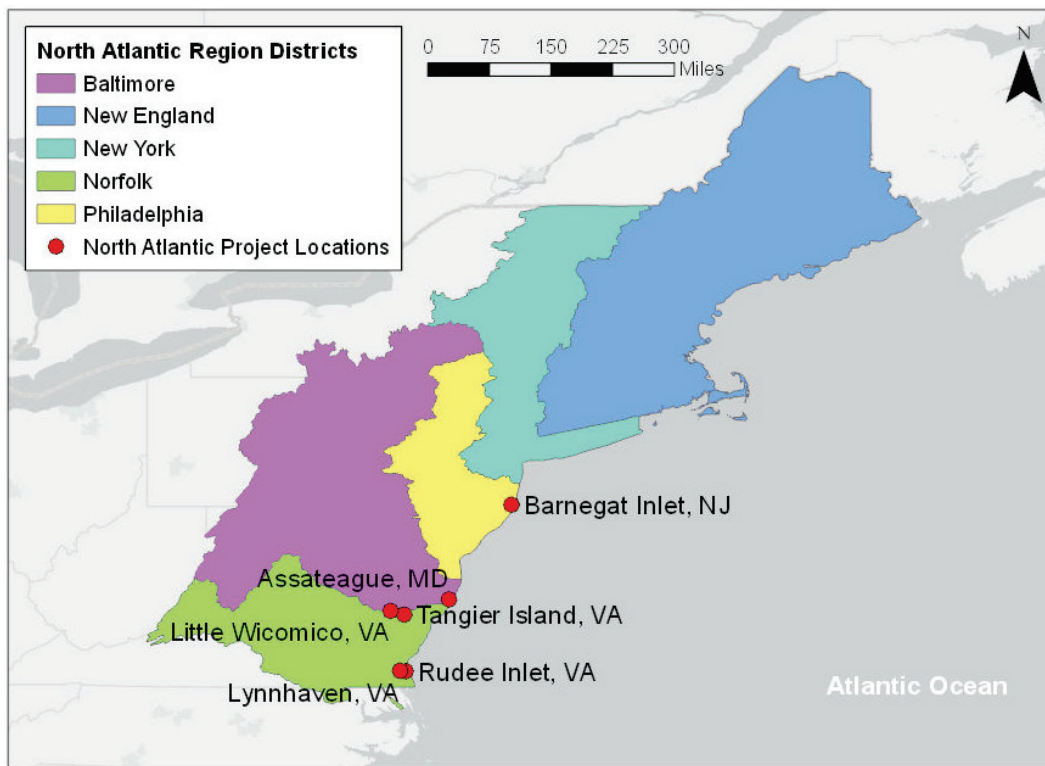 North Atlantic Region Districts
Baltimore
New England
New York
Norfolk
Philadelphia
North Atlantic Project Locations
0 75 150 225 300
Miles
N
Barnegat Inlet, NJ
Assateague, MD
Tangier Island, VA
Little Wicomico, VA
Rudee Inlet, VA
Lynnhaven, VA
Atlantic Ocean